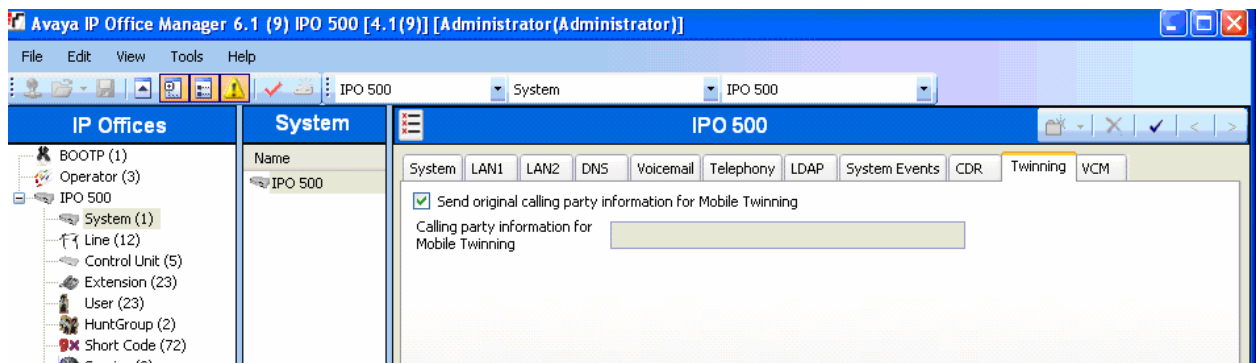 Avaya IP Office Manager 6.1 (9) IPO 500 [4.1(9)] [Administrator(Administrator)]
File Edit View Tools Help
IPO 500 System IPO 500
IP Offices
BOOTP (1)
Operator (3)
IPO 500
System (1)
Line (12)
Control Unit (5)
Extension (23)
User (23)
HuntGroup (2)
Short Code (72)
System
Name
IPO 500
IPO 500
System LAN1 LAN2 DNS Voicemail Telephony LDAP System Events CDR Twinning VCM
Send original calling party information for Mobile Twinning
Calling party information for
Mobile Twinning